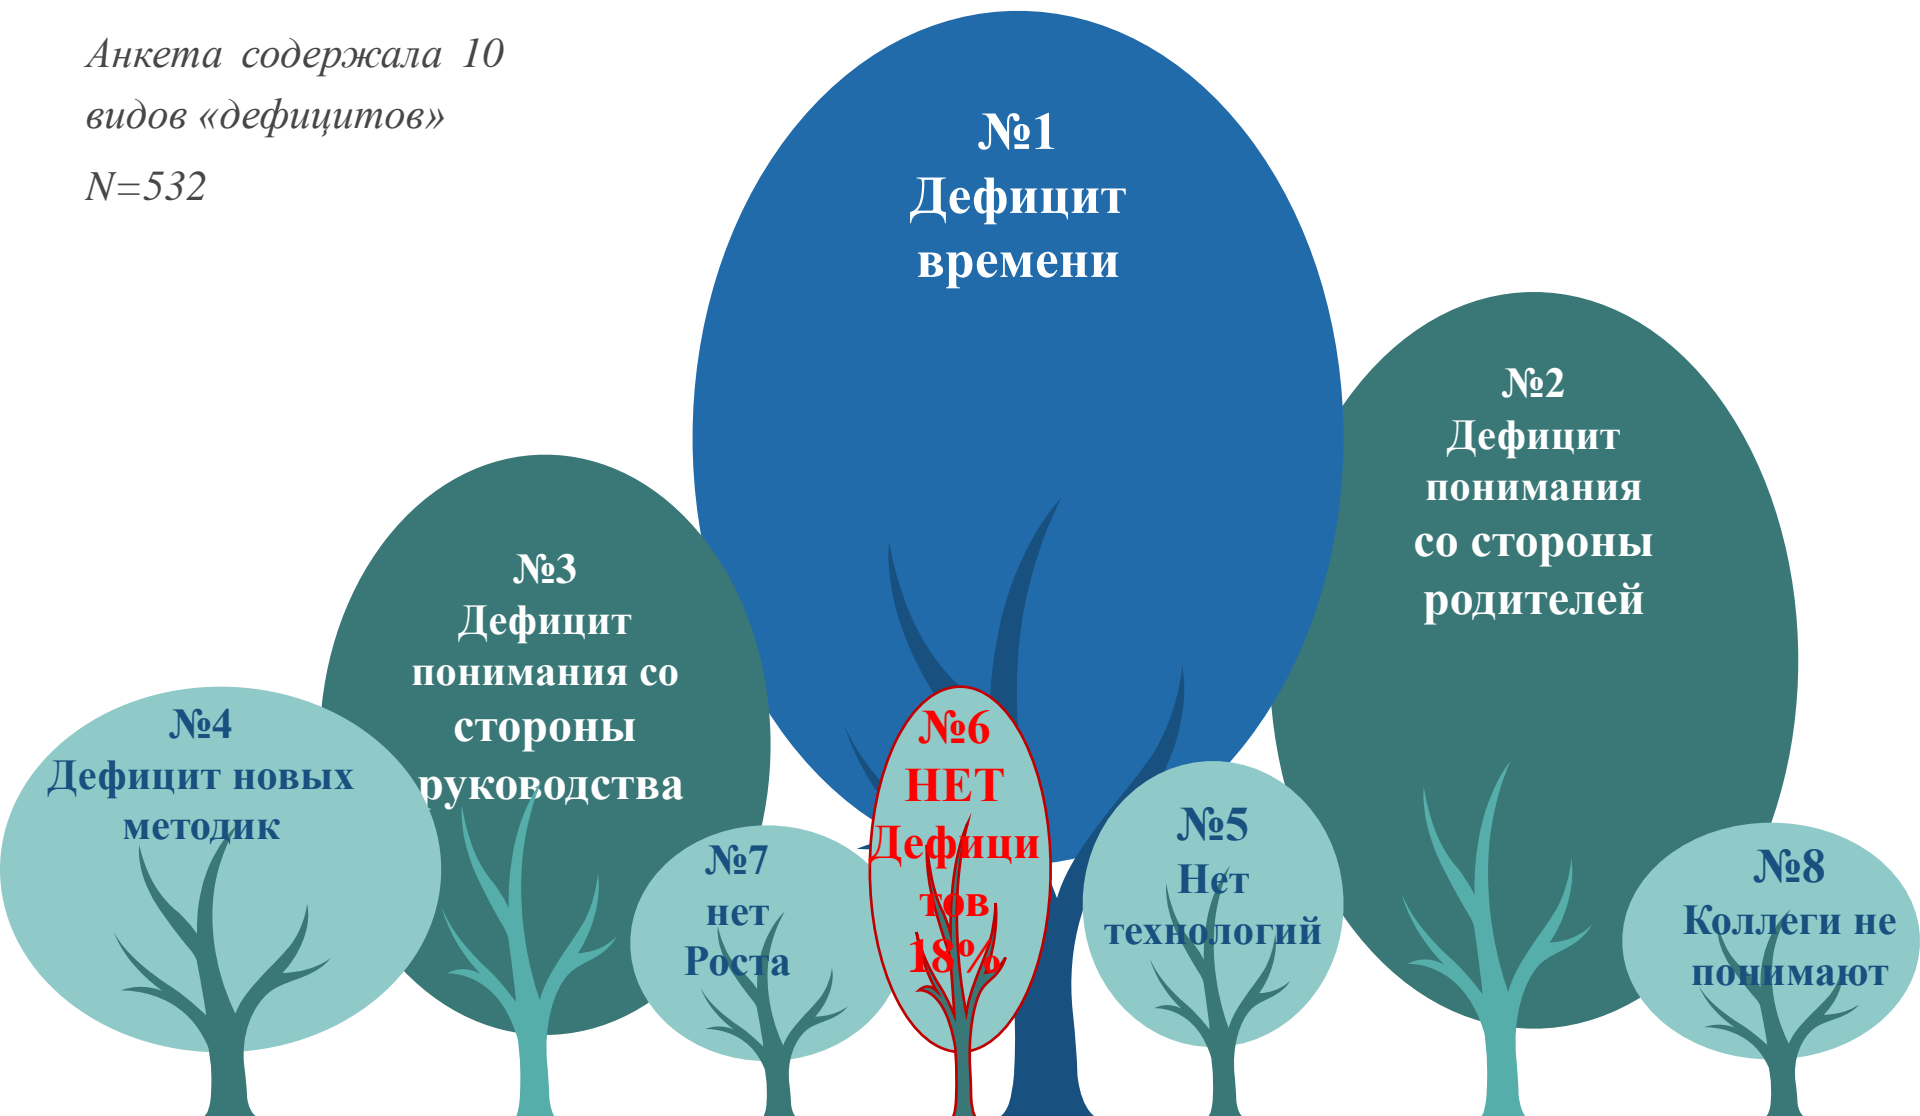 Анкета содержала 10
видов «дефицитов»
N=532
№1
Дефицит
времени
№2
Дефицит
понимания
со стороны
родителей
№3
Дефицит
понимания со
стороны
руководства
№4
Дефицит новых
методик
№6
НЕТ
Дефици
тов
18%
№5
Нет
технологий
№7
нет
Роста
№8
Коллеги не
понимают